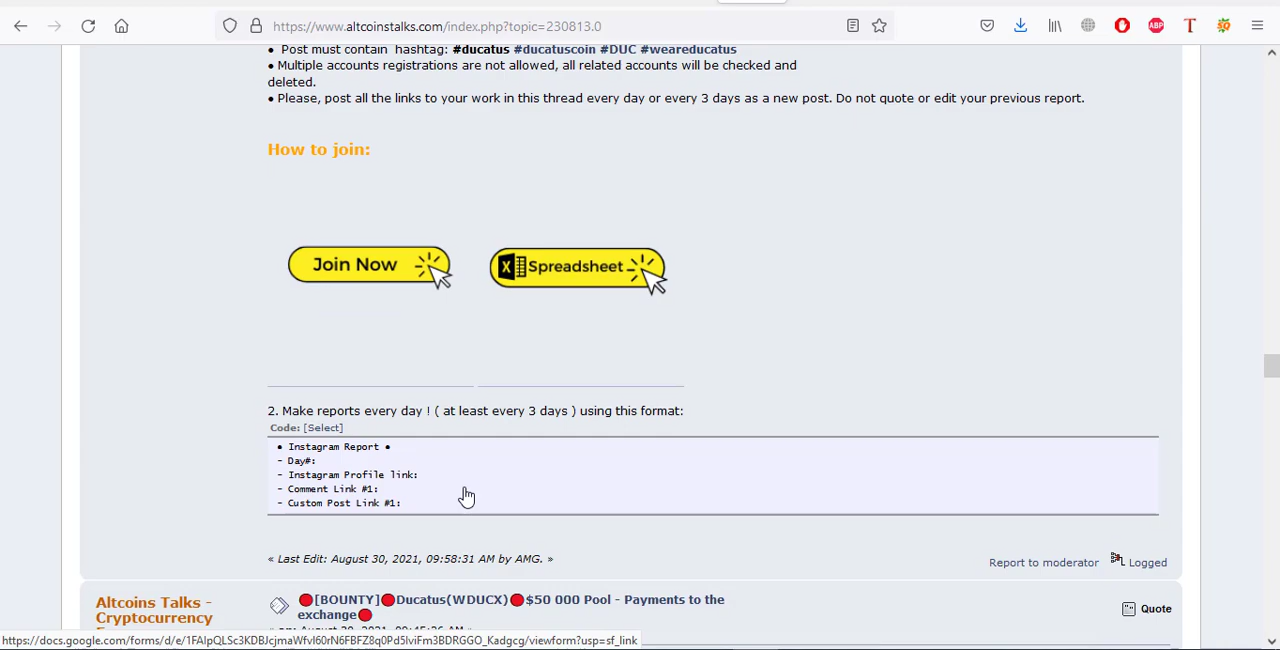 https://www.altcointalks.com/index.php?topic=230813.0
● Post must contain hashtag: #ducatus #ducatuscoin #DUC #weareducatus
● Multiple accounts registrations are not allowed, all related accounts will be checked and
deleted.
● Please, post all the links to your work in this thread every day or every 3 days as a new post. Do not quote or edit your previous report.
How to join:
Join Now
Spreadsheet
2. Make reports every day ! ( at least every 3 days ) using this format:
Code: [Select]
● Instagram Report ●
- Day#:
- Instagram Profile link:
- Comment Link #1:
- Custom Post Link #1:
« Last Edit: August 30, 2021, 09:58:31 AM by AMG. »
Report to moderator
Logged
Altcoins Talks -
Cryptocurrency
[BOUNTY] Ducatus(WDUCX) $50 000 Pool - Payments to the
exchange
Quote
https://docs.google.com/forms/d/e/1FAIpQLSc3KDBJcjmaWfvI60rN6FBFZ8q0Pd5lviFm3BDRGGO_Kadgcg/viewform?usp=sf_link